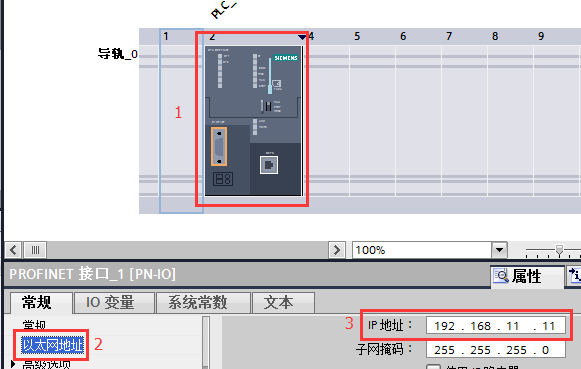 PLC_
1 2 4 5 6 7 8 9
导轨_0
SIEMENS
1
100%
PROFINET 接口_1 [PN-IO]
属性
常规 IO 变量 系统常数 文本
常规
以太网地址 2
高级选项
3 IP 地址： 192 . 168 . 11 . 11
子网掩码： 255 . 255 . 255 . 0